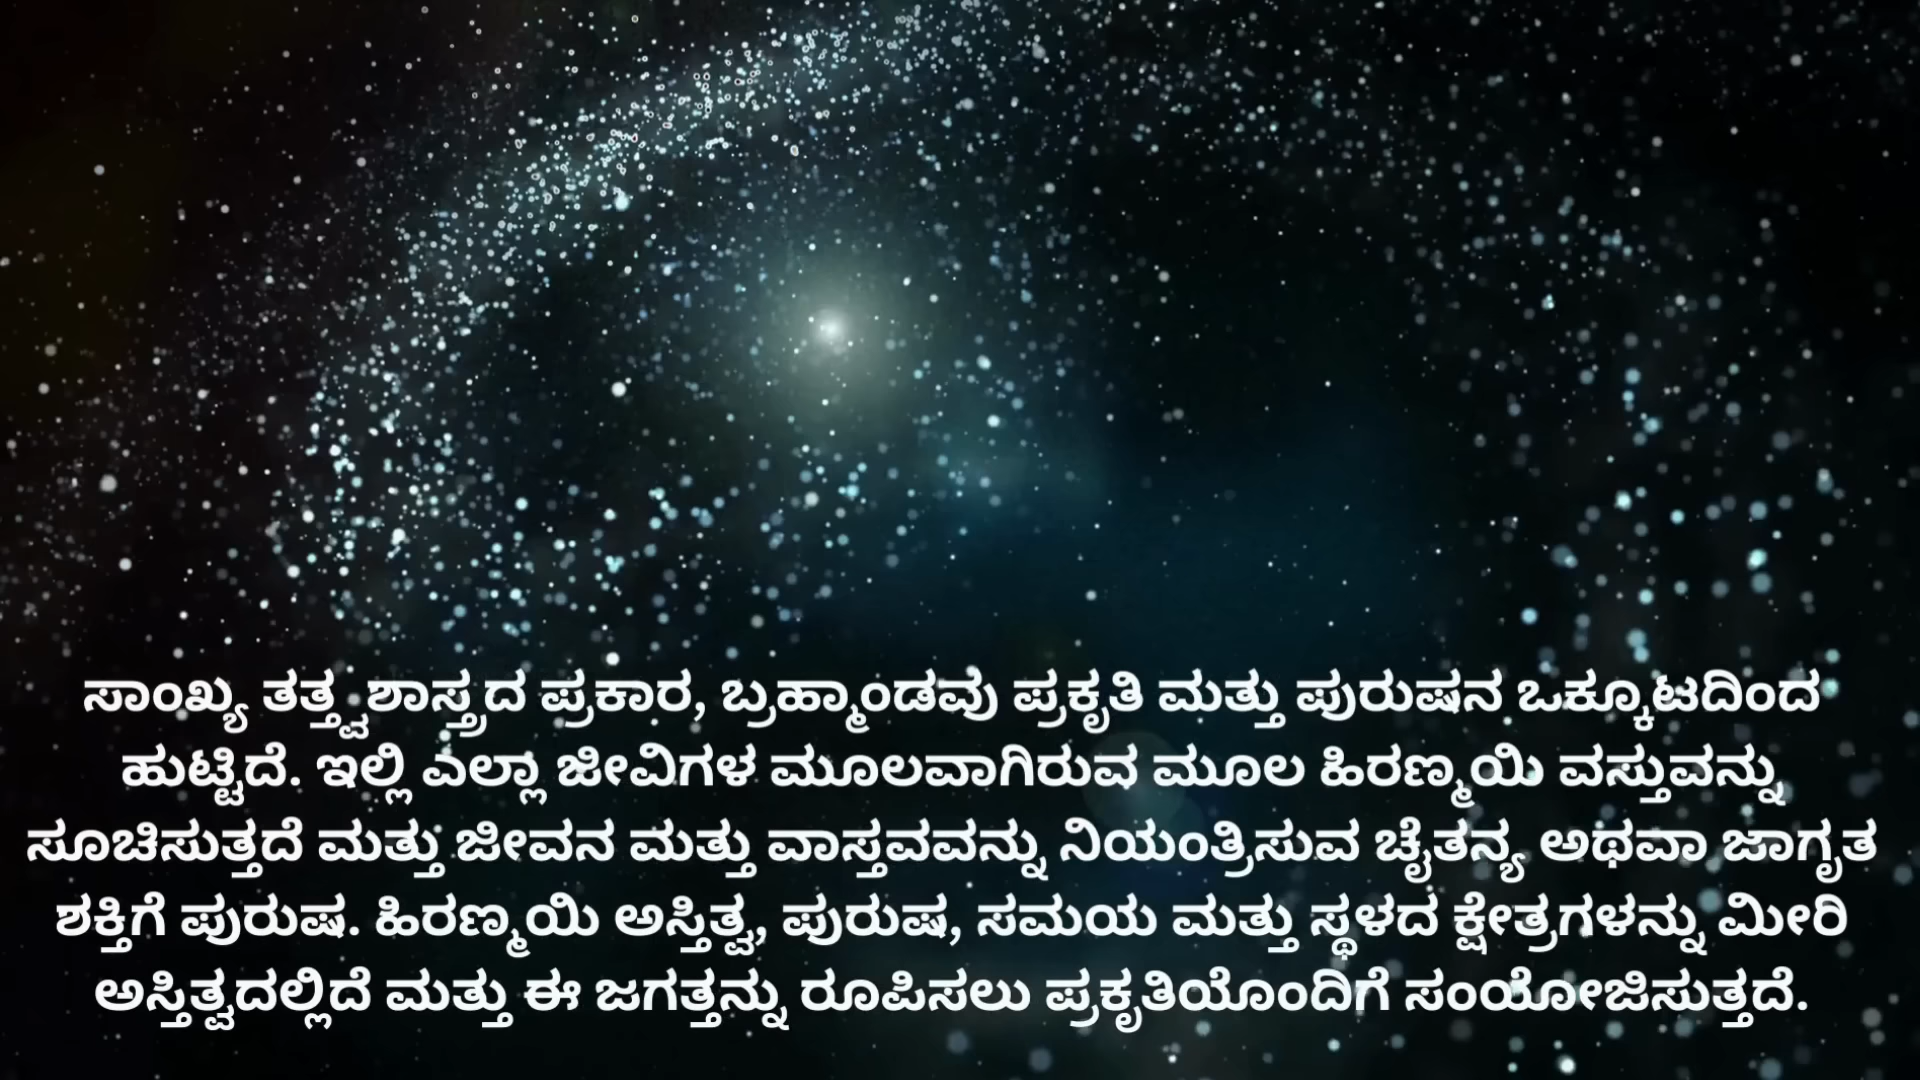 ಸಾಂಖ್ಯ ತತ್ತ್ವಶಾಸ್ತ್ರದ ಪ್ರಕಾರ, ಬ್ರಹ್ಮಾಂಡವು ಪ್ರಕೃತಿ ಮತ್ತು ಪುರುಷನ ಒಕ್ಕೂಟದಿಂದ
ಹುಟ್ಟಿದೆ. ಇಲ್ಲಿ ಎಲ್ಲಾ ಜೀವಿಗಳ ಮೂಲವಾಗಿರುವ ಮೂಲ ಹಿರಣ್ಮಯಿ ವಸ್ತುವನ್ನು
ಸೂಚಿಸುತ್ತದೆ ಮತ್ತು ಜೀವನ ಮತ್ತು ವಾಸ್ತವವನ್ನು ನಿಯಂತ್ರಿಸುವ ಚೈತನ್ಯ ಅಥವಾ ಜಾಗೃತ
ಶಕ್ತಿಗೆ ಪುರುಷ. ಹಿರಣ್ಮಯಿ ಅಸ್ತಿತ್ವ, ಪುರುಷ, ಸಮಯ ಮತ್ತು ಸ್ಥಳದ ಕ್ಷೇತ್ರಗಳನ್ನು ಮೀರಿ
ಅಸ್ತಿತ್ವದಲ್ಲಿದೆ ಮತ್ತು ಈ ಜಗತ್ತನ್ನು ರೂಪಿಸಲು ಪ್ರಕೃತಿಯೊಂದಿಗೆ ಸಂಯೋಜಿಸುತ್ತದೆ.